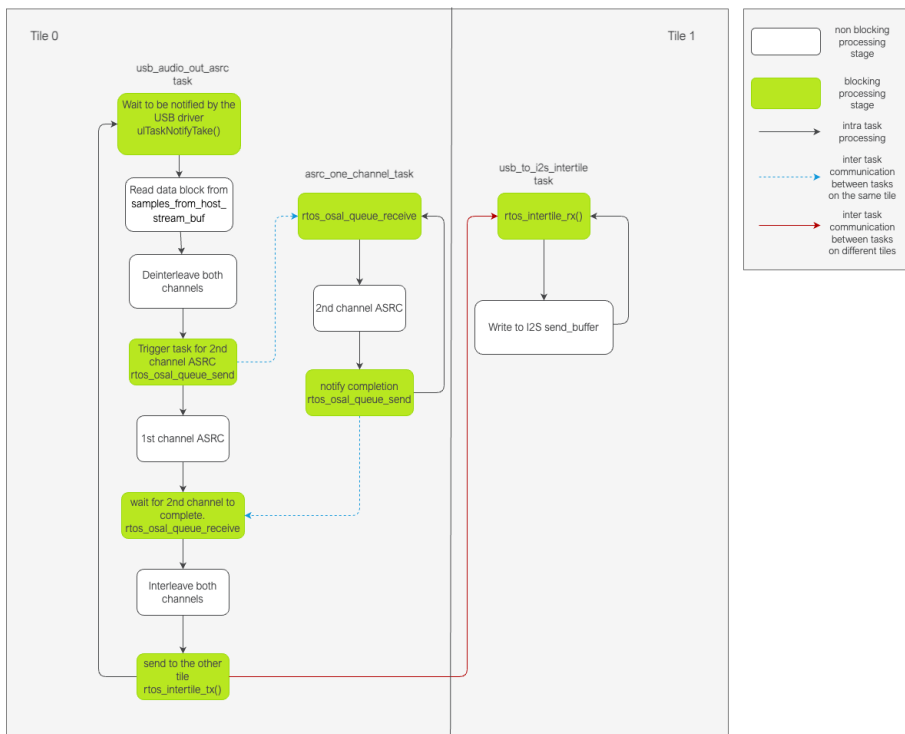 Tile 0
Tile 1
usb_audio_out_asrc
task
Wait to be notified by the
USB driver
ulTaskNotifyTake()
Read data block from
samples_from_host_
stream_buf
Deinterleave both
channels
Trigger task for 2nd
channel ASRC
rtos_osal_queue_send
1st channel ASRC
wait for 2nd channel to
complete.
rtos_osal_queue_receive
Interleave both
channels
send to the other
tile
rtos_intertile_tx()
asrc_one_channel_task
rtos_osal_queue_receive
2nd channel ASRC
notify completion
rtos_osal_queue_send
usb_to_i2s_intertile
task
rtos_intertile_rx()
Write to I2S send_buffer
non blocking
processing
stage
blocking
processing
stage
intra task
processing
inter task
communication
between tasks
on the same tile
inter task
communication
between tasks
on different tiles